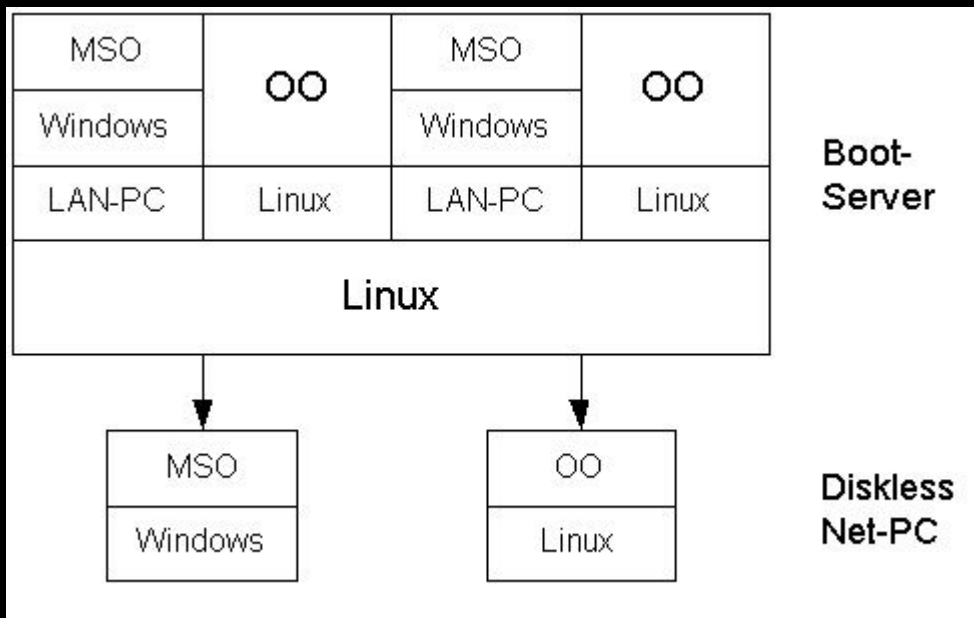 MSO
OO
MSO
OO
Windows
Windows
Boot-
Server
LAN-PC
Linux
LAN-PC
Linux
Linux
MSO
OO
Windows
Linux
Diskless
Net-PC